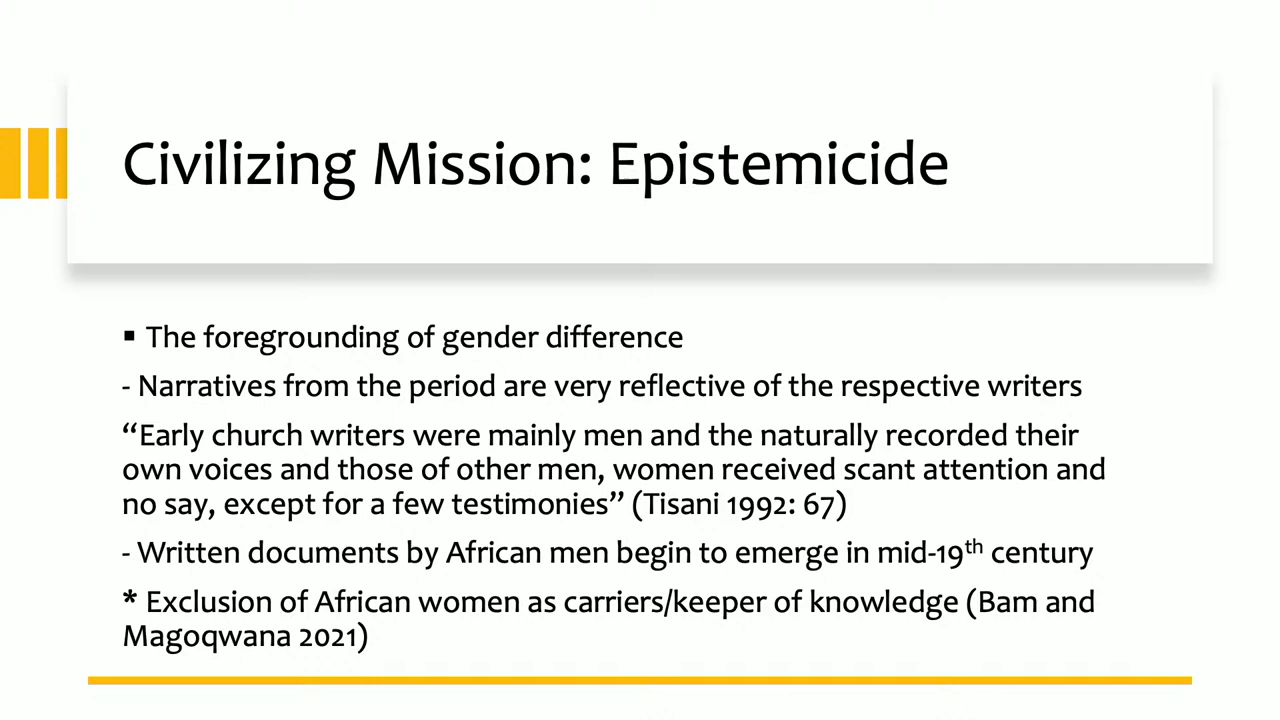 Civilizing Mission: Epistemicide
▪ The foregrounding of gender difference
- Narratives from the period are very reflective of the respective writers
“Early church writers were mainly men and the naturally recorded their
own voices and those of other men, women received scant attention and
no say, except for a few testimonies” (Tisani 1992: 67)
- Written documents by African men begin to emerge in mid-19th century
* Exclusion of African women as carriers/keeper of knowledge (Bam and
Magoqwana 2021)